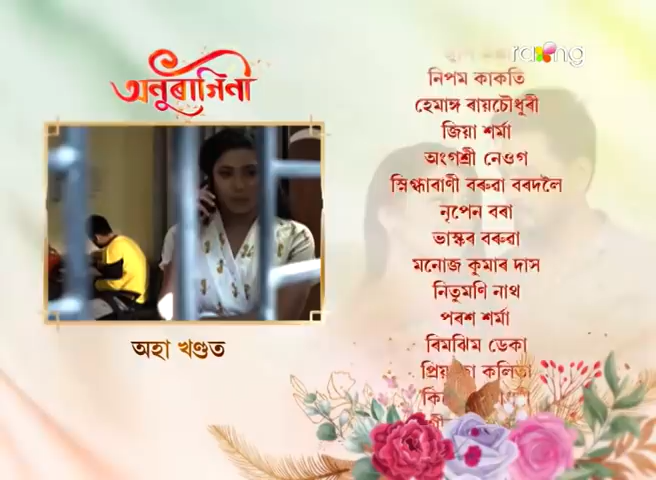 rang
অনুৰাগিনী
নিপম কাকতি
হেমাঙ্গ ৰায়চৌধুৰী
জিয়া শৰ্মা
অংগশ্ৰী নেওগ
স্নিগ্ধাৰাণী বৰুৱা বৰদলৈ
নৃপেন বৰা
ভাস্কৰ বৰুৱা
মনোজ কুমাৰ দাস
নিতুমণি নাথ
পৰশ শৰ্মা
ৰিমঝিম ডেকা
কলিতা
অহা খণ্ডত